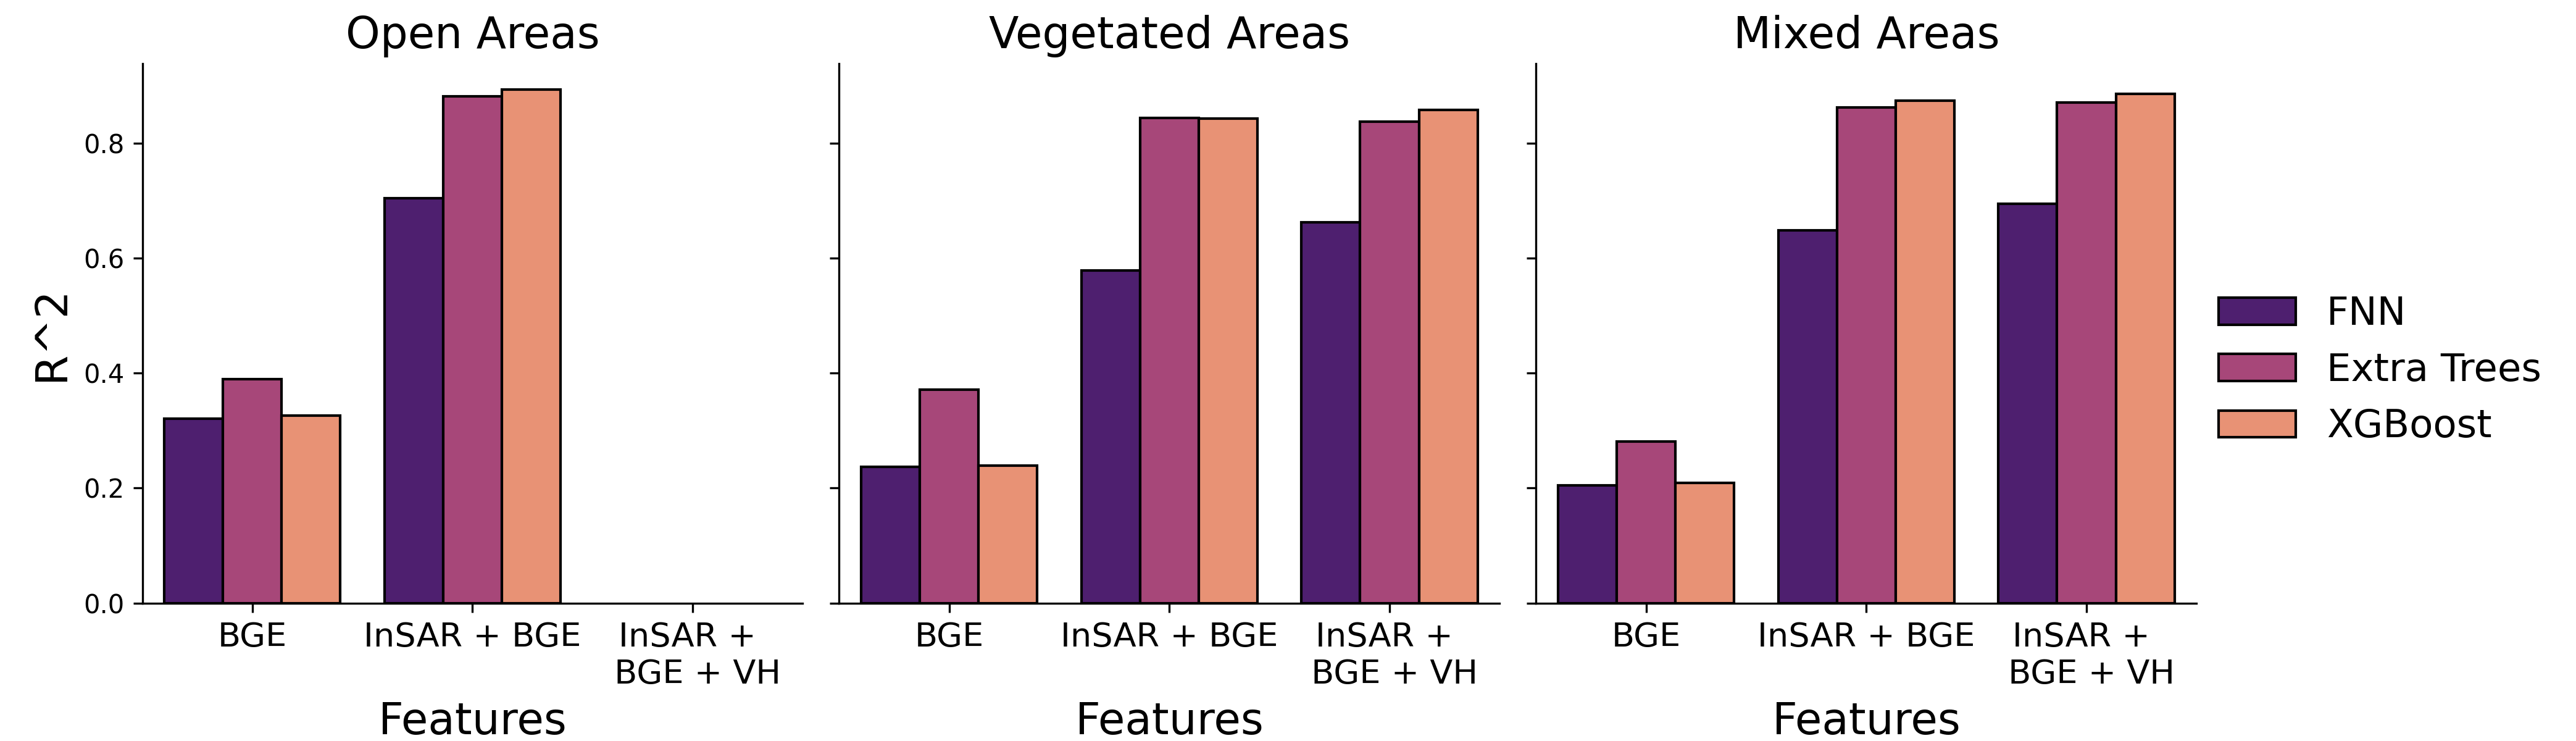 Open Areas
Vegetated Areas
Mixed Areas
R^2
0.8
0.6
0.4
0.2
0.0
BGE
InSAR + BGE
InSAR +
BGE + VH
Features
BGE
InSAR + BGE
InSAR +
BGE + VH
Features
BGE
InSAR + BGE
InSAR +
BGE + VH
Features
FNN
Extra Trees
XGBoost